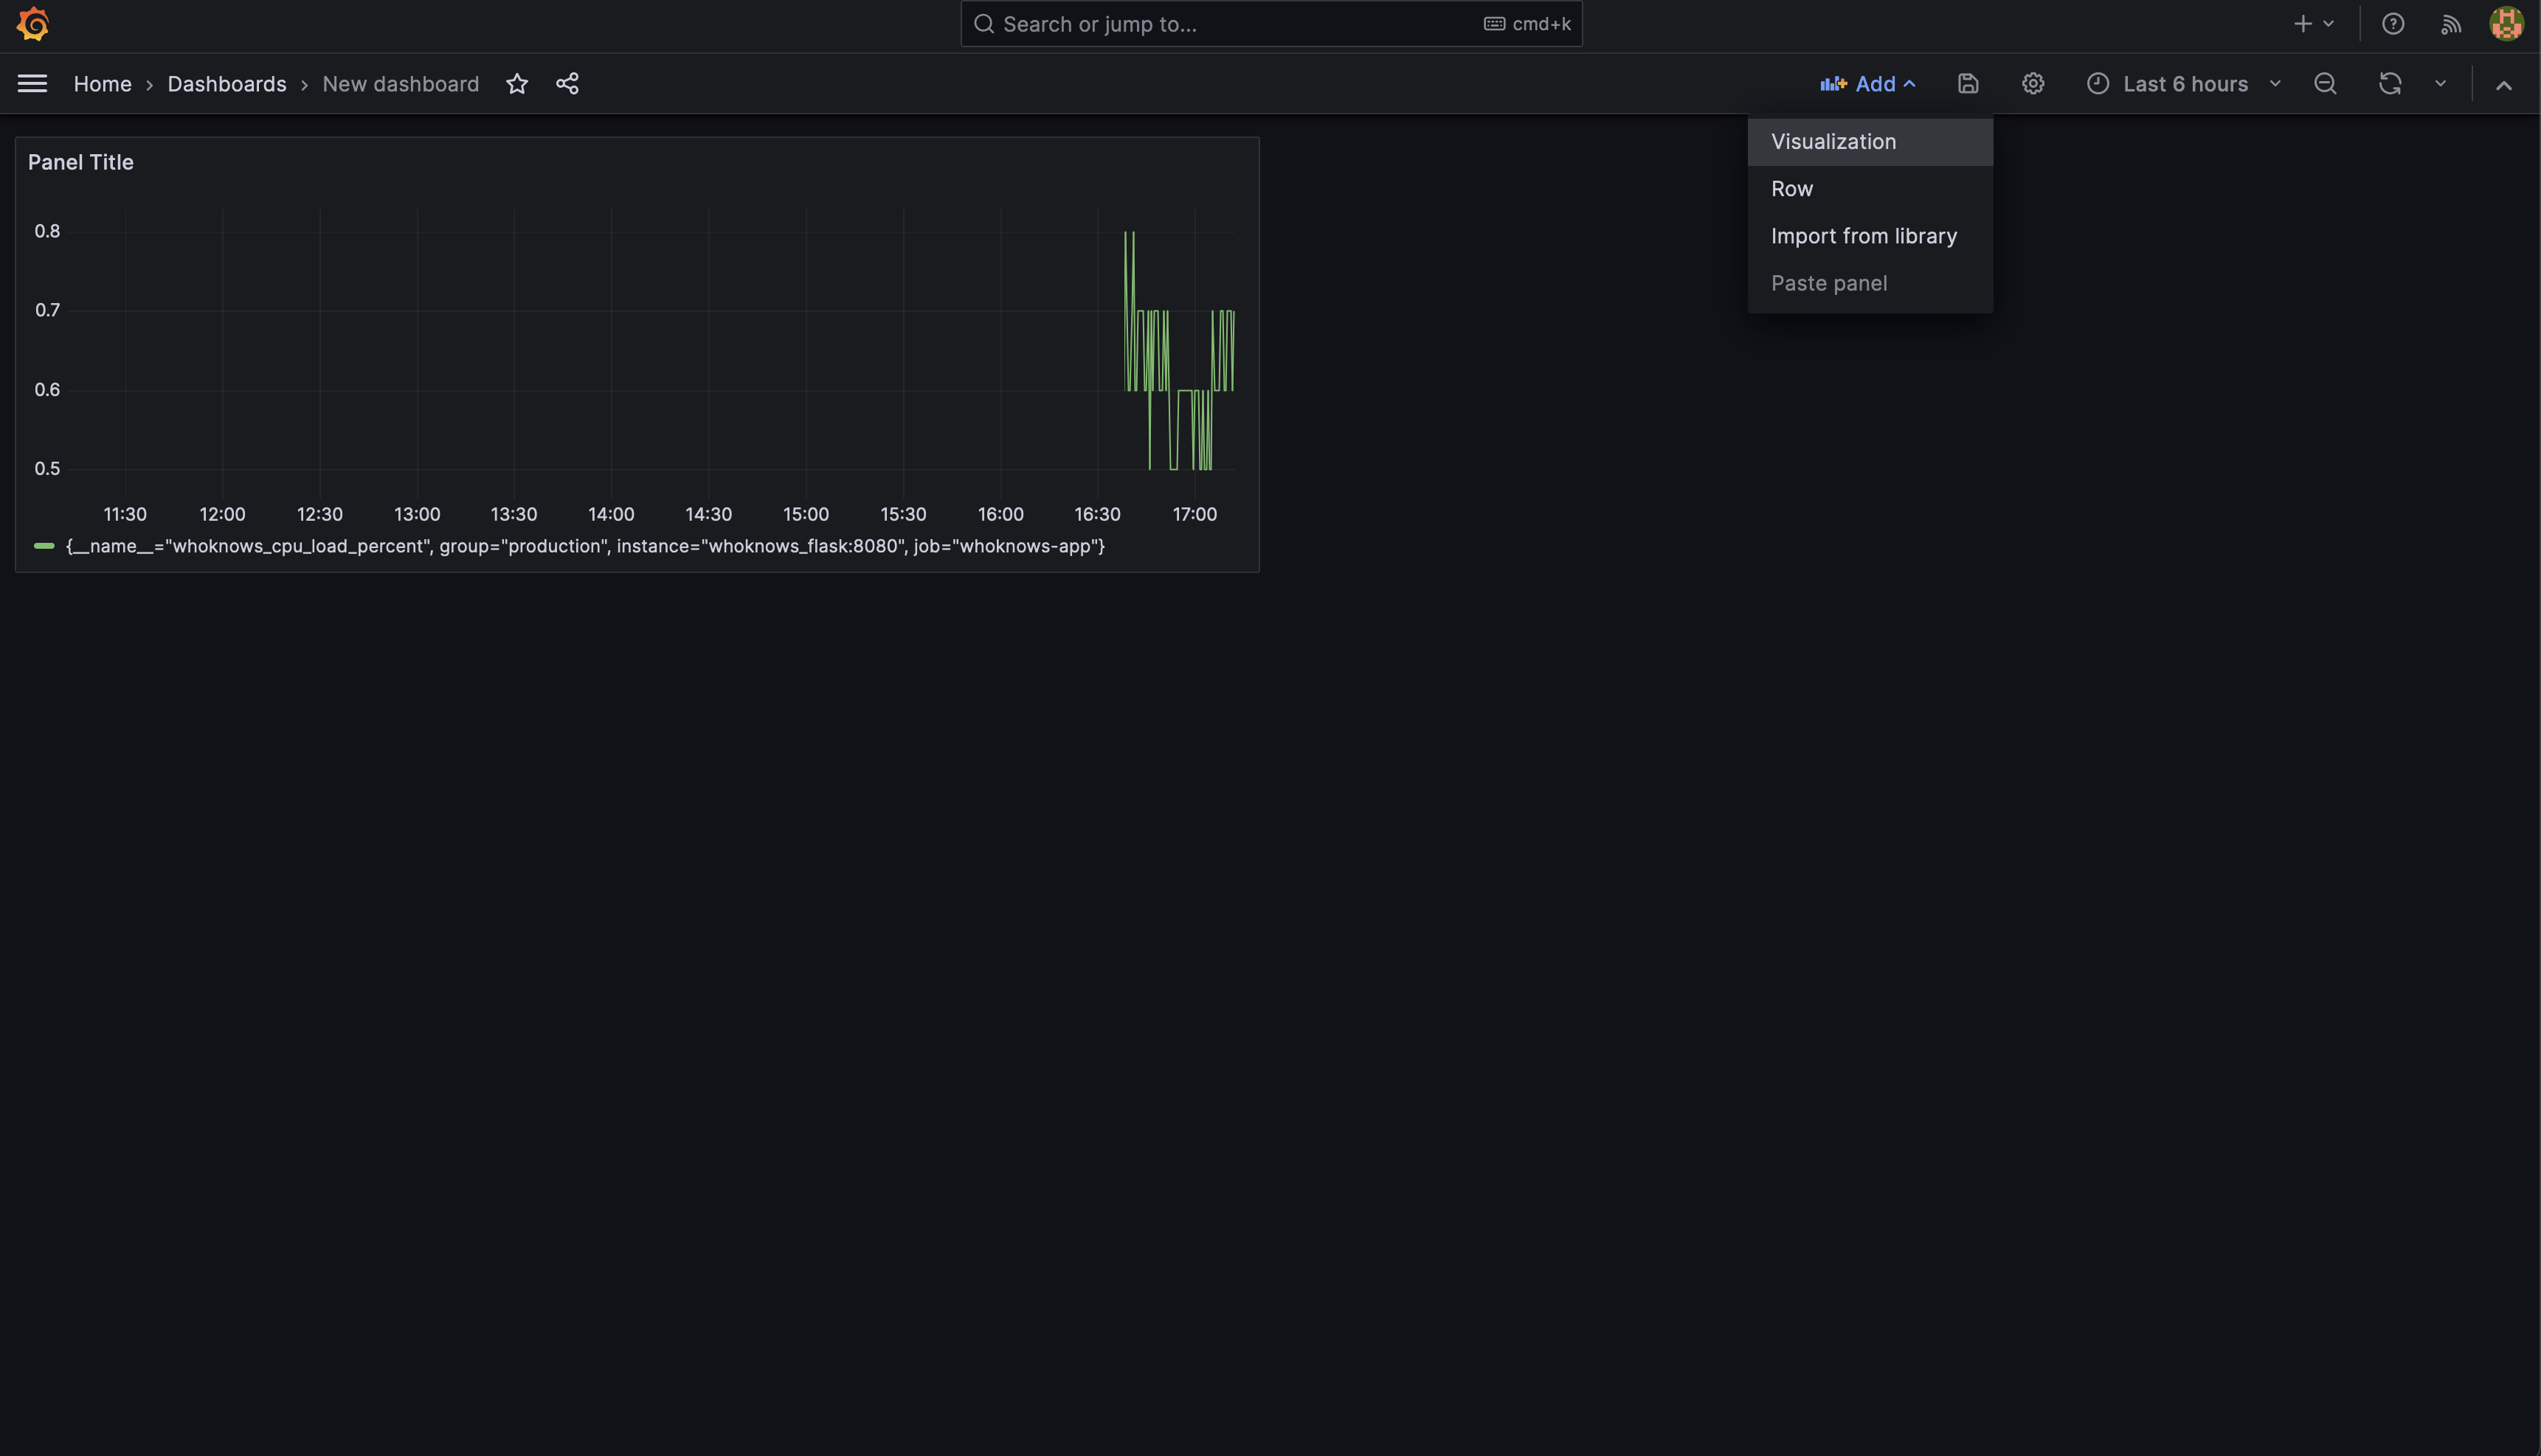 Search or jump to...
cmd+k
Home › Dashboards › New dashboard
Add
Last 6 hours
Visualization
Row
Import from library
Paste panel
Panel Title
0.8
0.7
0.6
0.5
11:30 12:00 12:30 13:00 13:30 14:00 14:30 15:00 15:30 16:00 16:30 17:00
{__name__="whoknows_cpu_load_percent", group="production", instance="whoknows_flask:8080", job="whoknows-app"}